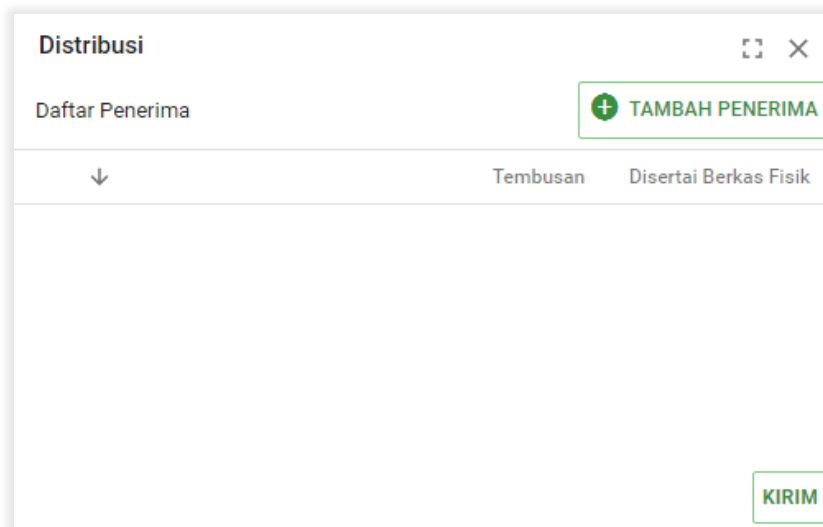 Distribusi
Daftar Penerima
TAMBAH PENERIMA
Tembusan
Disertai Berkas Fisik
KIRIM